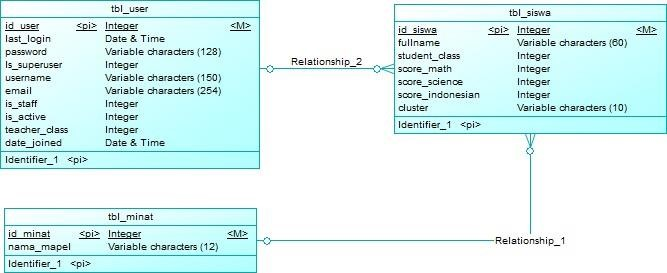 tbl_user
id_user <pi> Integer <M>
last_login Date & Time
password Variable characters (128)
Is_superuser Integer
username Variable characters (150)
email Variable characters (254)
is_staff Integer
is_active Integer
teacher_class Integer
date_joined Date & Time
Identifier_1 <pi>
Relationship_2
tbl_siswa
id_siswa <pi> Integer <M>
fullname Variable characters (60)
student_class Integer
score_math Integer
score_science Integer
score_indonesian Integer
cluster Variable characters (10)
Identifier_1 <pi>
tbl_minat
id_minat <pi> Integer <M>
nama_mapel Variable characters (12)
Identifier_1 <pi>
Relationship_1